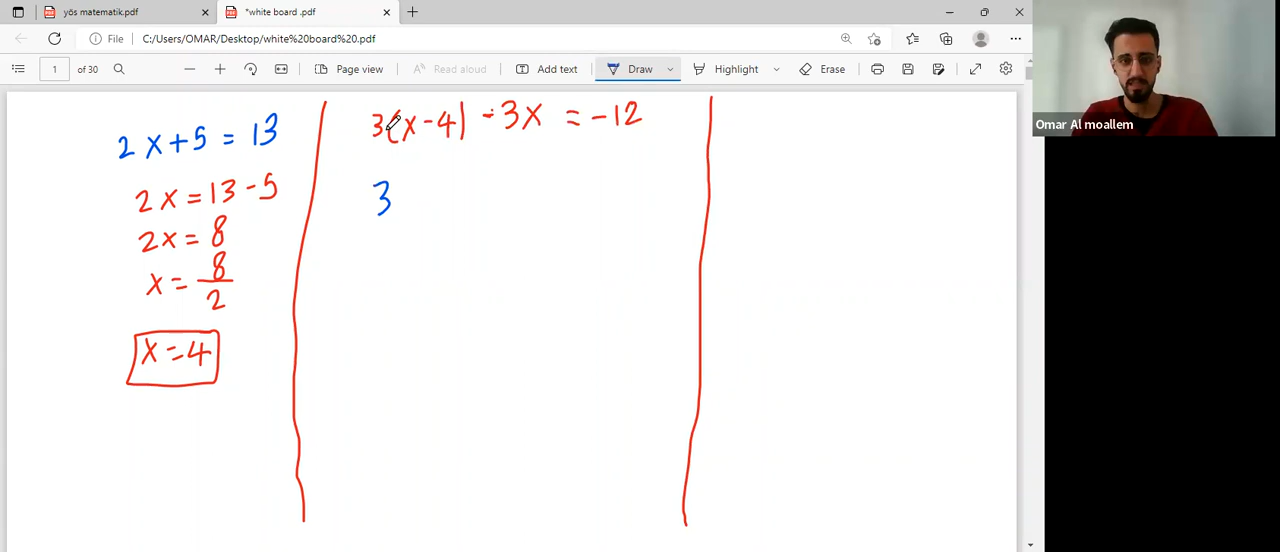 yös matematik.pdf
*white board .pdf
File
C:/Users/OMAR/Desktop/white%20board%20.pdf
1 of 30
Page view
Read aloud
Add text
Draw
Highlight
Erase
2x+5 = 13
2x = 13-5
2x = 8
x = 8/2
x = 4
3(x-4) - 3x = -12
3
Omar Al moallem